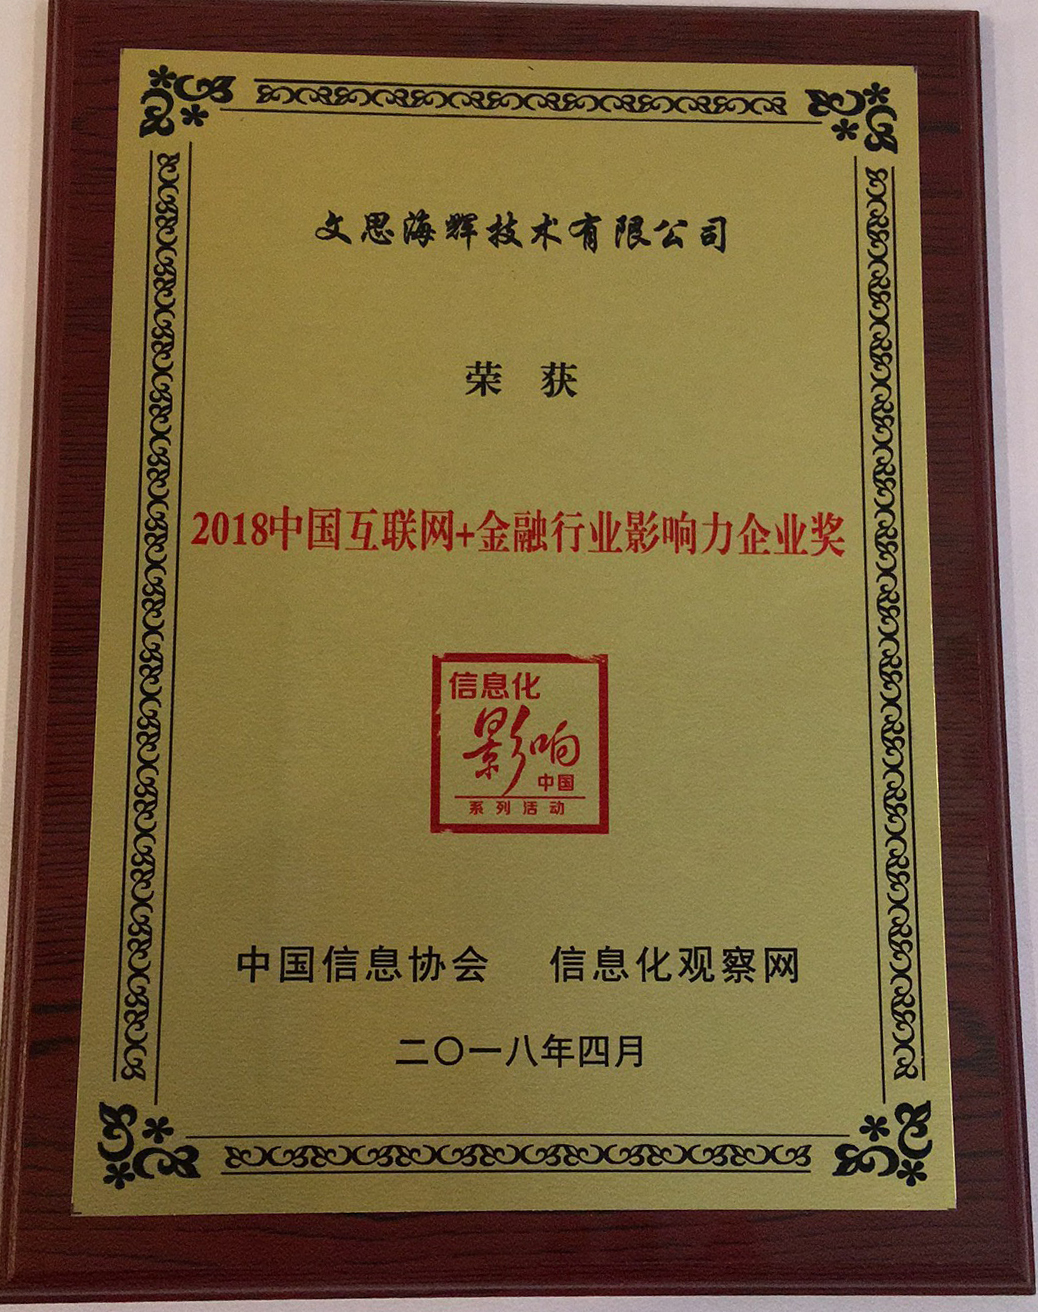 文思海辉技术有限公司
荣 获
2018中国互联网+金融行业影响力企业奖
信息化
影响
中国
系列活动
中国信息协会 信息化观察网
二〇一八年四月